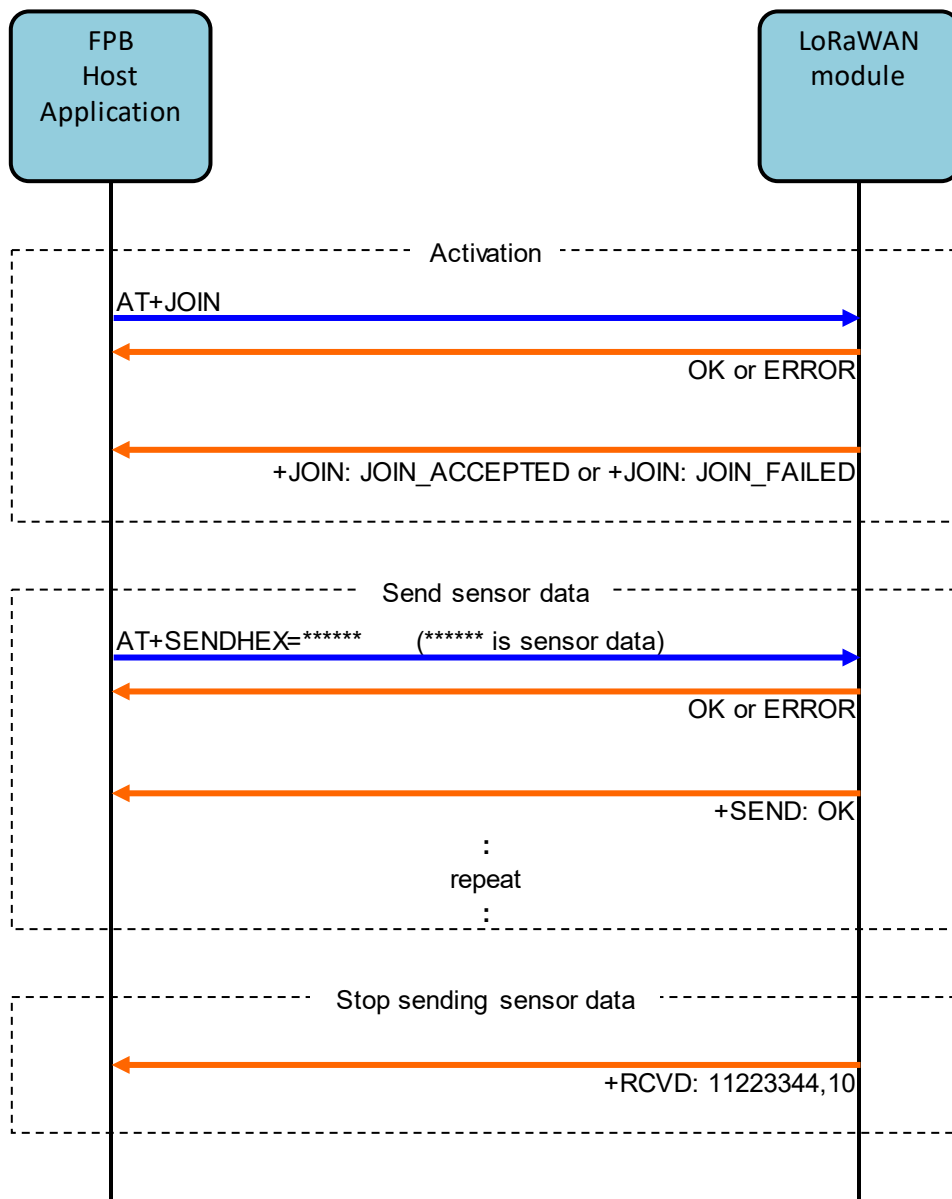 FPB
Host
Application
LoRaWAN
module
Activation
AT+JOIN
OK or ERROR
+JOIN: JOIN_ACCEPTED or +JOIN: JOIN_FAILED
Send sensor data
AT+SENDHEX=****** (****** is sensor data)
OK or ERROR
+SEND: OK
:
repeat
:
Stop sending sensor data
+RCVD: 11223344,10